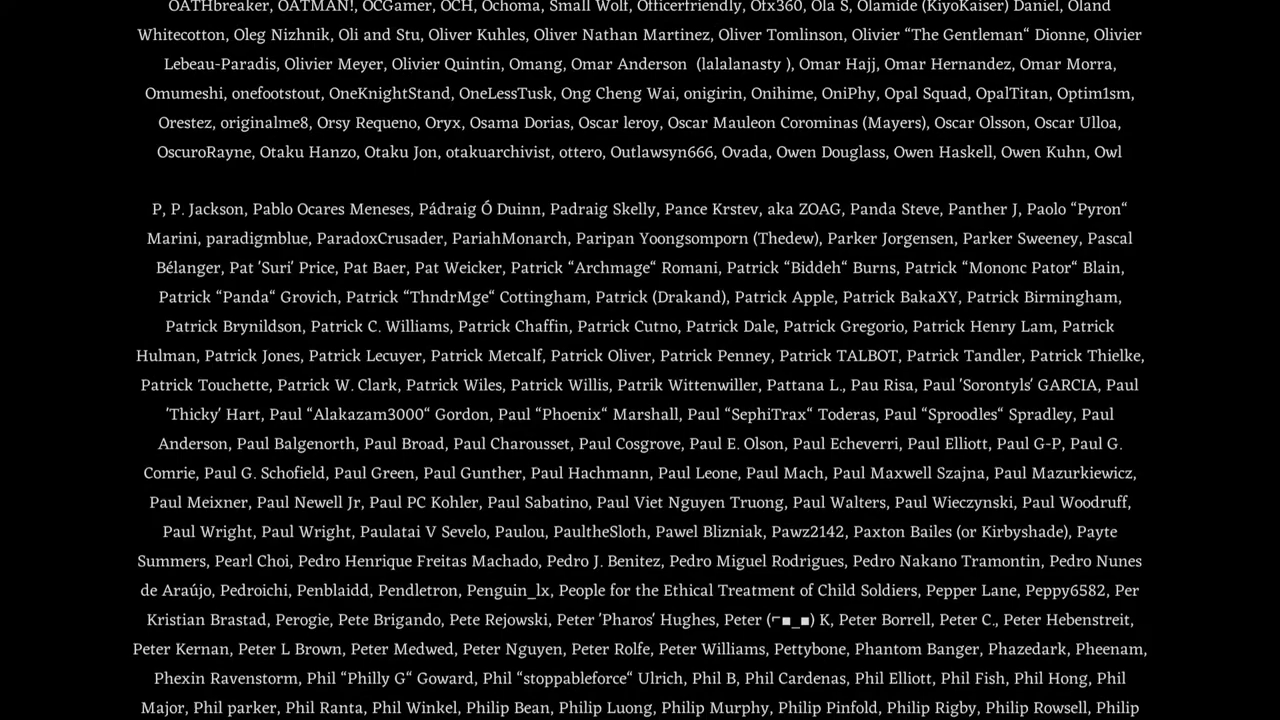 OATHbreaker, OATMAN!, OCGamer, OCH, Ochoma, Small Wolf, Officerfriendly, Ofx360, Ola S, Olamide (KiyoKaiser) Daniel, Oland
Whitecotton, Oleg Nizhnik, Oli and Stu, Oliver Kuhles, Oliver Nathan Martinez, Oliver Tomlinson, Olivier “The Gentleman“ Dionne, Olivier
Lebeau-Paradis, Olivier Meyer, Olivier Quintin, Omang, Omar Anderson  (lalalanasty ), Omar Hajj, Omar Hernandez, Omar Morra,
Omumeshi, onefootstout, OneKnightStand, OneLessTusk, Ong Cheng Wai, onigirin, Onihime, OniPhy, Opal Squad, OpalTitan, Optim1sm,
Orestez, originalme8, Orsy Requeno, Oryx, Osama Dorias, Oscar leroy, Oscar Mauleon Corominas (Mayers), Oscar Olsson, Oscar Ulloa,
OscuroRayne, Otaku Hanzo, Otaku Jon, otakuarchivist, ottero, Outlawsyn666, Ovada, Owen Douglass, Owen Haskell, Owen Kuhn, Owl
P, P. Jackson, Pablo Ocares Meneses, Pádraig Ó Duinn, Padraig Skelly, Pance Krstev, aka ZOAG, Panda Steve, Panther J, Paolo “Pyron“
Marini, paradigmblue, ParadoxCrusader, PariahMonarch, Paripan Yoongsomporn (Thedew), Parker Jorgensen, Parker Sweeney, Pascal
Bélanger, Pat 'Suri' Price, Pat Baer, Pat Weicker, Patrick “Archmage“ Romani, Patrick “Biddeh“ Burns, Patrick “Mononc Pator“ Blain,
Patrick “Panda“ Grovich, Patrick “ThndrMge“ Cottingham, Patrick (Drakand), Patrick Apple, Patrick BakaXY, Patrick Birmingham,
Patrick Brynildson, Patrick C. Williams, Patrick Chaffin, Patrick Cutno, Patrick Dale, Patrick Gregorio, Patrick Henry Lam, Patrick
Hulman, Patrick Jones, Patrick Lecuyer, Patrick Metcalf, Patrick Oliver, Patrick Penney, Patrick TALBOT, Patrick Tandler, Patrick Thielke,
Patrick Touchette, Patrick W. Clark, Patrick Wiles, Patrick Willis, Patrik Wittenwiller, Pattana L., Pau Risa, Paul 'Sorontyls' GARCIA, Paul
'Thicky' Hart, Paul “Alakazam3000“ Gordon, Paul “Phoenix“ Marshall, Paul “SephiTrax“ Toderas, Paul “Sproodles“ Spradley, Paul
Anderson, Paul Balgenorth, Paul Broad, Paul Charousset, Paul Cosgrove, Paul E. Olson, Paul Echeverri, Paul Elliott, Paul G-P, Paul G.
Comrie, Paul G. Schofield, Paul Green, Paul Gunther, Paul Hachmann, Paul Leone, Paul Mach, Paul Maxwell Szajna, Paul Mazurkiewicz,
Paul Meixner, Paul Newell Jr, Paul PC Kohler, Paul Sabatino, Paul Viet Nguyen Truong, Paul Walters, Paul Wieczynski, Paul Woodruff,
Paul Wright, Paul Wright, Paulatai V Sevelo, Paulou, PaultheSloth, Pawel Blizniak, Pawz2142, Paxton Bailes (or Kirbyshade), Payte
Summers, Pearl Choi, Pedro Henrique Freitas Machado, Pedro J. Benitez, Pedro Miguel Rodrigues, Pedro Nakano Tramontin, Pedro Nunes
de Araújo, Pedroichi, Penblaidd, Pendletron, Penguin_lx, People for the Ethical Treatment of Child Soldiers, Pepper Lane, Peppy6582, Per
Kristian Brastad, Perogie, Pete Brigando, Pete Rejowski, Peter 'Pharos' Hughes, Peter (⌐■_■) K, Peter Borrell, Peter C., Peter Hebenstreit,
Peter Kernan, Peter L Brown, Peter Medwed, Peter Nguyen, Peter Rolfe, Peter Williams, Pettybone, Phantom Banger, Phazedark, Pheenam,
Phexin Ravenstorm, Phil “Philly G“ Goward, Phil “stoppableforce“ Ulrich, Phil B, Phil Cardenas, Phil Elliott, Phil Fish, Phil Hong, Phil
Major, Phil parker, Phil Ranta, Phil Winkel, Philip Bean, Philip Luong, Philip Murphy, Philip Pinfold, Philip Rigby, Philip Rowsell, Philip